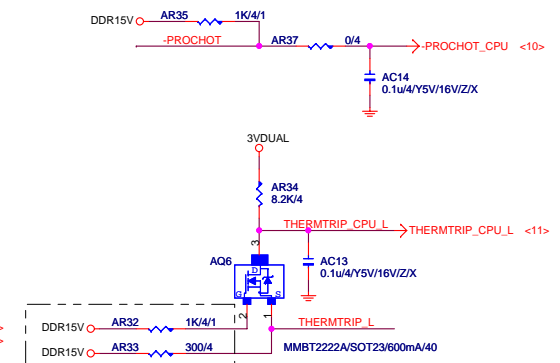 DDR15V AR35 1K/4/1
-PROCHOT AR37 0/4 -PROCHOT_CPU <10>
AC14
0.1u/4/Y5V/16V/Z/X
3VDUAL
AR34
8.2K/4
THERMTRIP_CPU_L THERMTRIP_CPU_L <11>
3
AQ6 D AC13
0.1u/4/Y5V/16V/Z/X
G S
2 1
DDR15V AR32 1K/4/1 THERMTRIP_L
DDR15V AR33 300/4 MMBT2222A/SOT23/600mA/40